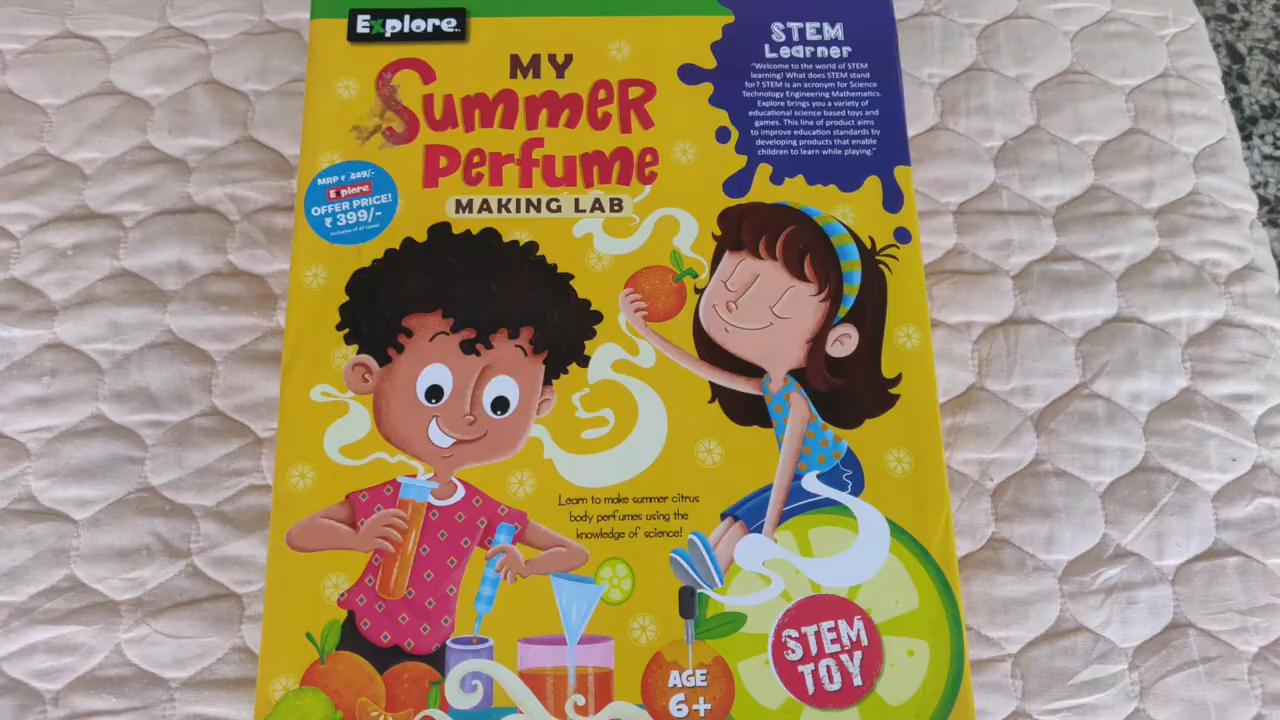 Explore.
MY
Summer
Perfume
MAKING LAB
STEM
Learner
"Welcome to the world of STEM
learning! What does STEM stand
for? STEM is an acronym for Science
Technology Engineering Mathematics.
Explore brings you a variety of
educational science based toys and
games. This line of product aims
to improve education standards by
developing products that enable
children to learn while playing."
MRP ₹ 449/-
Explore
OFFER PRICE!
₹ 399/-
(Inclusive of all taxes)
Learn to make summer citrus
body perfumes using the
knowledge of science!
STEM
TOY
AGE
6+